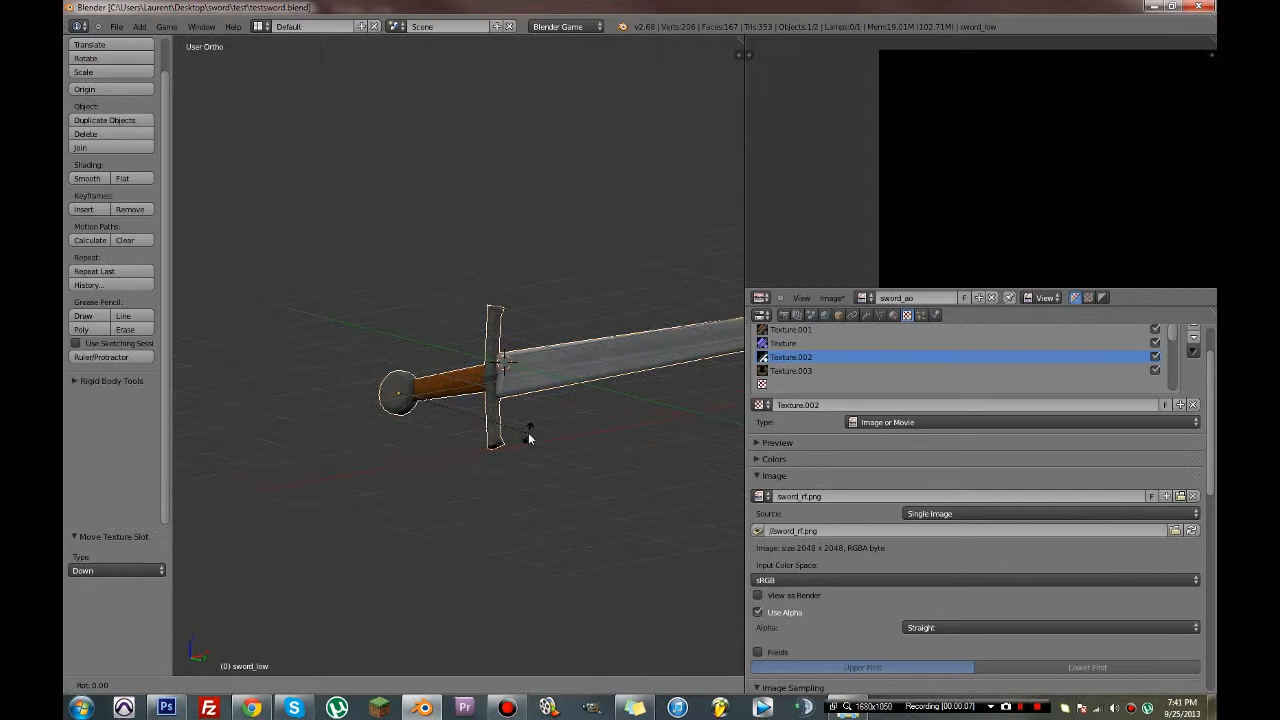 Blender [C:\Users\Laurent\Desktop\sword\test\testsword.blend]
File Add Game Window Help Default Scene Blender Game v2.68 | Verts:206 | Faces:167 | Tris:353 | Objects:1/2 | Lamps:0/1 | Mem:19.01M (102.71M) | sword_low
Translate
Rotate
Scale
Origin
Object:
Duplicate Objects
Delete
Join
Shading:
Smooth Flat
Keyframes:
Insert Remove
Motion Paths:
Calculate Clear
Repeat:
Repeat Last
History...
Grease Pencil:
Draw Line
Poly Erase
Use Sketching Sessi
Ruler/Protractor
Rigid Body Tools
Move Texture Slot
Type
Down
User Ortho
(0) sword_low
Rot: 0.00
View Image* sword_ao F View
Texture.001
Texture
Texture.002
Texture.003
Texture.002 F
Type: Image or Movie
Preview
Colors
Image
sword_rf.png F
Source: Single Image
//sword_rf.png
Image: size 2048 x 2048, RGBA byte
Input Color Space:
sRGB
View as Render
Use Alpha
Alpha: Straight
Fields
Upper First Lower First
Image Sampling
1680x1050 Recording [00:00:07]
7:41 PM
9/25/2013